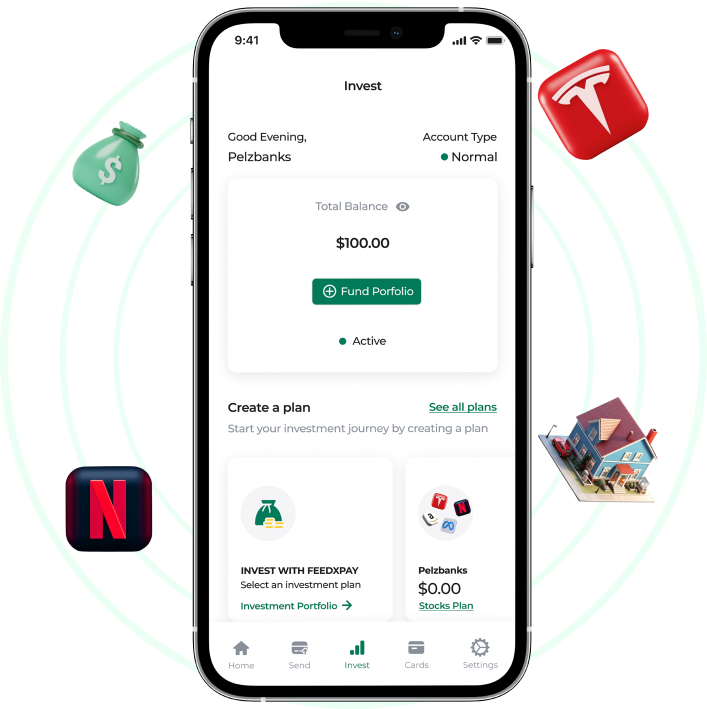 9:41
Invest
Good Evening,
Account Type
Pelzbanks
Normal
Total Balance
$100.00
Fund Porfolio
Active
Create a plan
See all plans
Start your investment journey by creating a plan
INVEST WITH FEEDXPAY
Select an investment plan
Investment Portfolio
Pelzbanks
$0.00
Stocks Plan
Home
Send
Invest
Cards
Settings
$
N